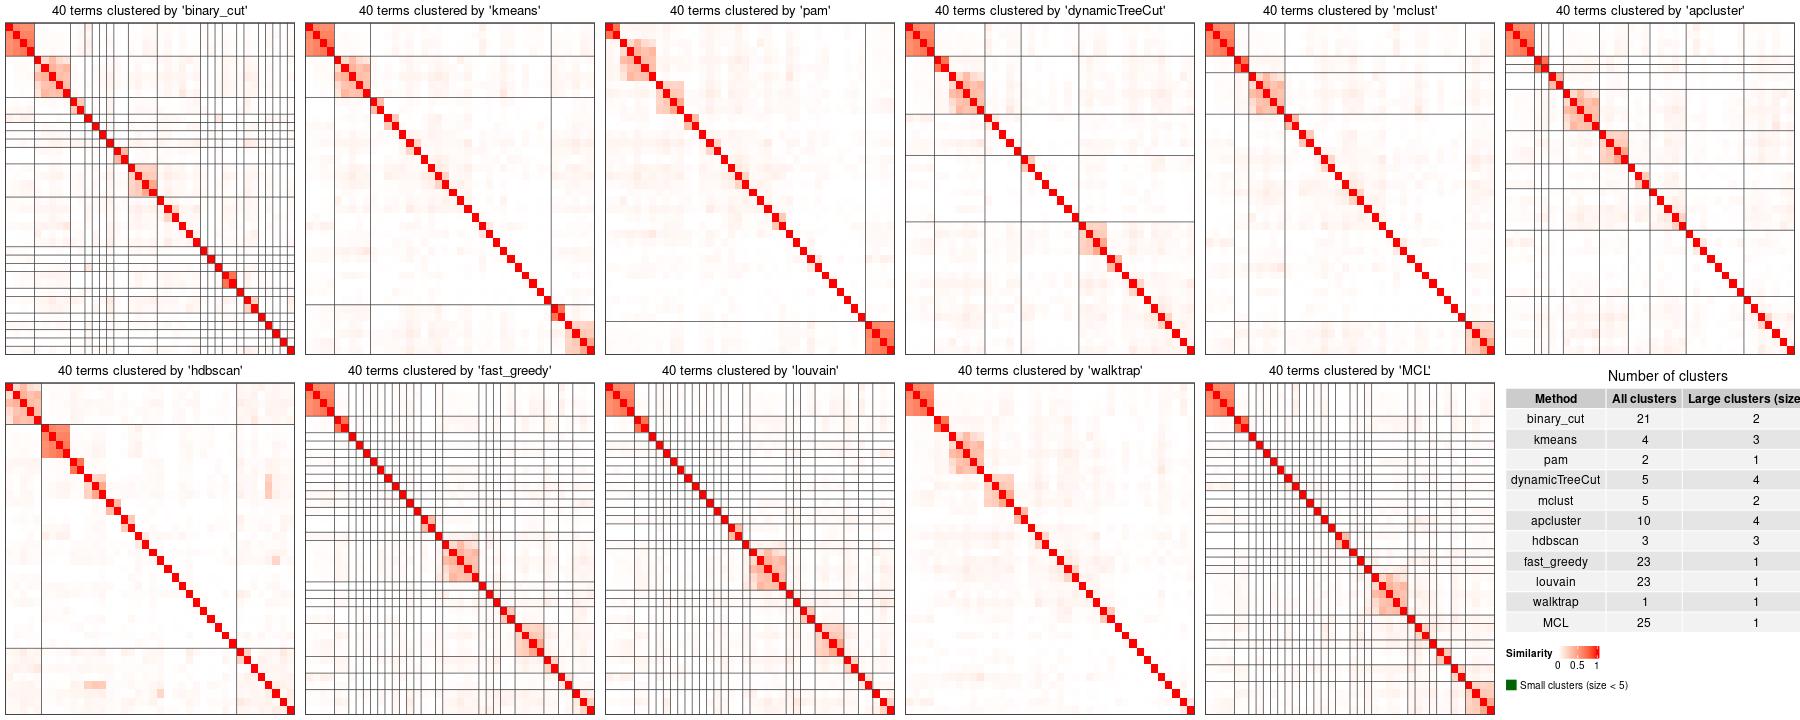 40 terms clustered by 'binary_cut'
40 terms clustered by 'kmeans'
40 terms clustered by 'pam'
40 terms clustered by 'dynamicTreeCut'
40 terms clustered by 'mclust'
40 terms clustered by 'apcluster'
40 terms clustered by 'hdbscan'
40 terms clustered by 'fast_greedy'
40 terms clustered by 'louvain'
40 terms clustered by 'walktrap'
40 terms clustered by 'MCL'
Number of clusters
Method All clusters Large clusters (size
binary_cut 21 2
kmeans 4 3
pam 2 1
dynamicTreeCut 5 4
mclust 5 2
apcluster 10 4
hdbscan 3 3
fast_greedy 23 1
louvain 23 1
walktrap 1 1
MCL 25 1
Similarity
0 0.5 1
Small clusters (size < 5)